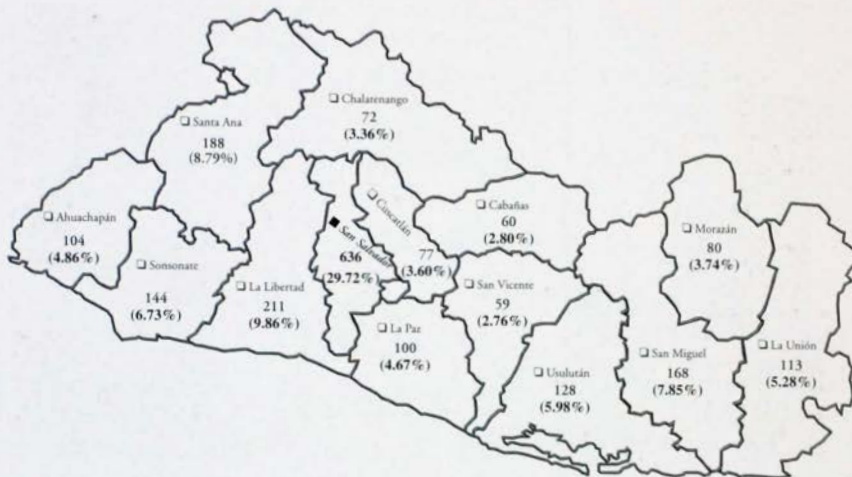 ❑ Chalatenango
72
(3.36%)
❑ Santa Ana
188
(8.79%)
❑ Ahuachapán
104
(4.86%)
❑ Sonsonate
144
(6.73%)
❑ La Libertad
211
(9.86%)
◆ San Salvador
636
(29.72%)
❑ Cuscatlán
77
(3.60%)
❑ Cabañas
60
(2.80%)
❑ San Vicente
59
(2.76%)
❑ La Paz
100
(4.67%)
❑ Usulután
128
(5.98%)
❑ San Miguel
168
(7.85%)
❑ Morazán
80
(3.74%)
❑ La Unión
113
(5.28%)